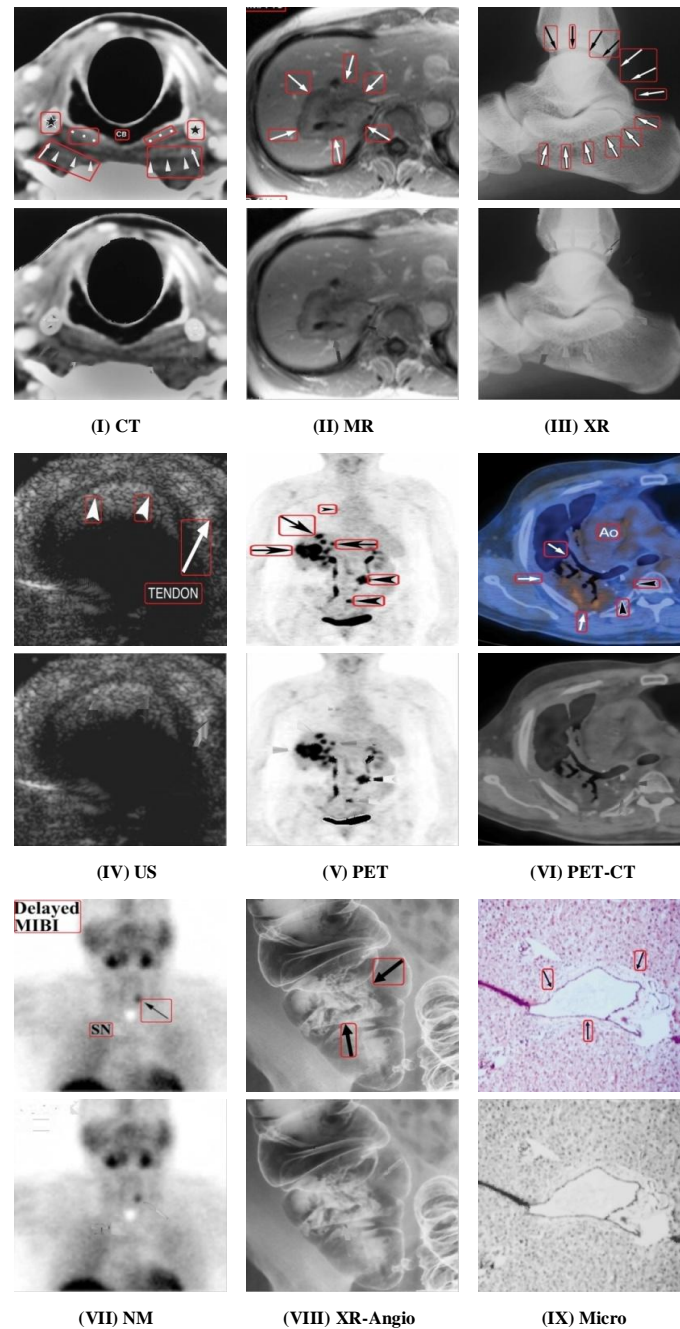 CB
(I) CT
(II) MR
(III) XR
Ao
TENDON
(IV) US
(V) PET
(VI) PET-CT
Delayed
MIBI
SN
(VII) NM
(VIII) XR-Angio
(IX) Micro